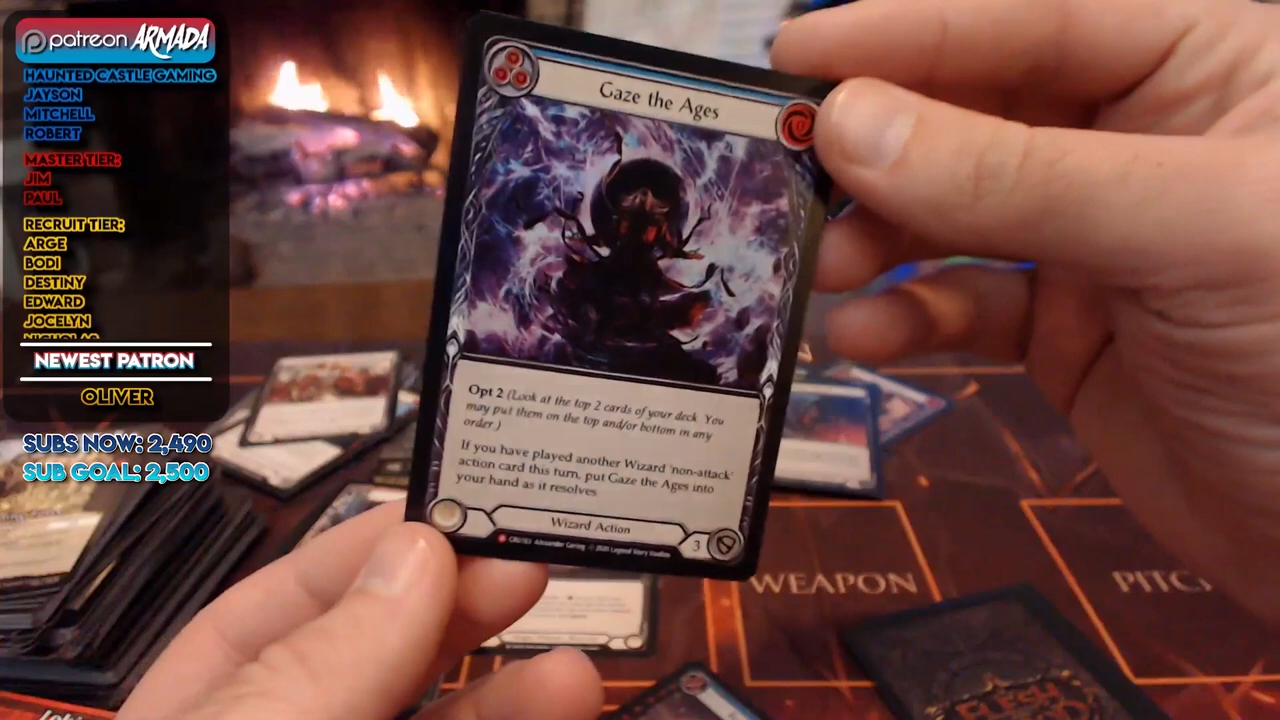 patreon ARMADA
HAUNTED CASTLE GAMING
JAYSON
MITCHELL
ROBERT
MASTER TIER:
JIM
PAUL
RECRUIT TIER:
ARGE
BODI
DESTINY
EDWARD
JOCELYN
NEWEST PATRON
OLIVER
SUBS NOW: 2,490
SUB GOAL: 2,500
Gaze the Ages
Opt 2 (Look at the top 2 cards of your deck. You
may put them on the top and/or bottom in any
order.)
If you have played another Wizard 'non-attack'
action card this turn, put Gaze the Ages into
your hand as it resolves
Wizard Action
3
WEAPON
FLESH